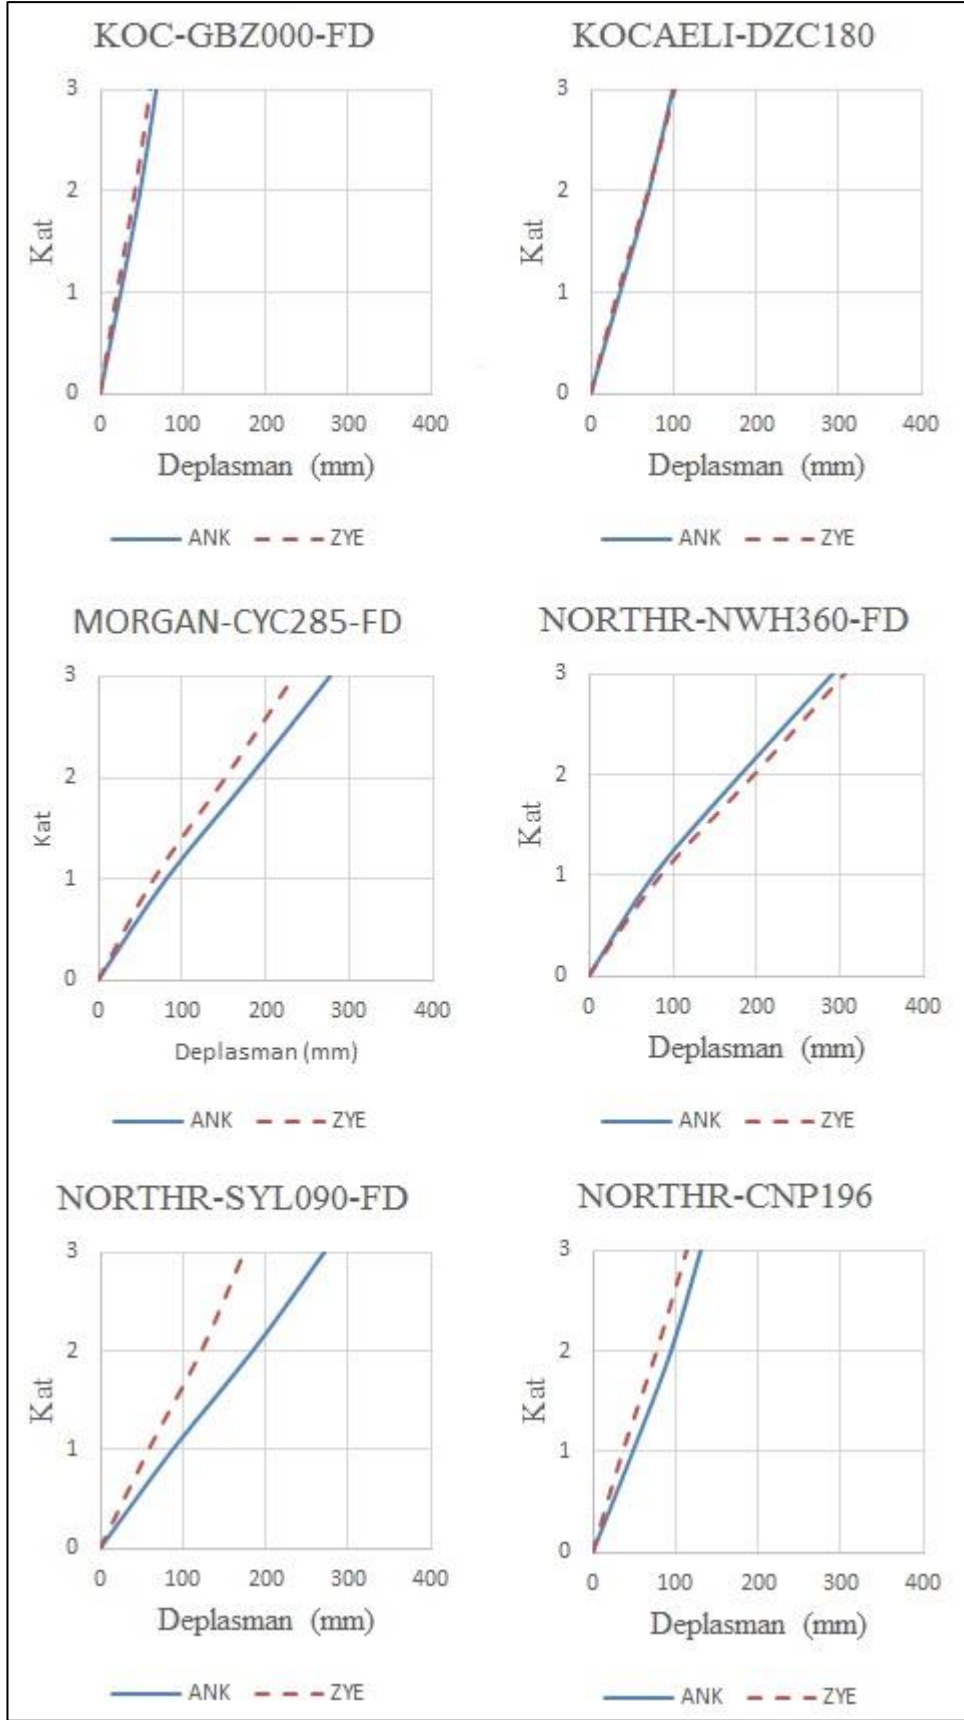 KOC-GBZ000-FD
3
2
1
0
Kat
0 100 200 300 400
Deplasman (mm)
ANK ZYE
KOCAELI-DZC180
3
2
1
0
Kat
0 100 200 300 400
Deplasman (mm)
ANK ZYE
MORGAN-CYC285-FD
3
2
1
0
Kat
0 100 200 300 400
Deplasman (mm)
ANK ZYE
NORTHR-NWH360-FD
3
2
1
0
Kat
0 100 200 300 400
Deplasman (mm)
ANK ZYE
NORTHR-SYL090-FD
3
2
1
0
Kat
0 100 200 300 400
Deplasman (mm)
ANK ZYE
NORTHR-CNP196
3
2
1
0
Kat
0 100 200 300 400
Deplasman (mm)
ANK ZYE